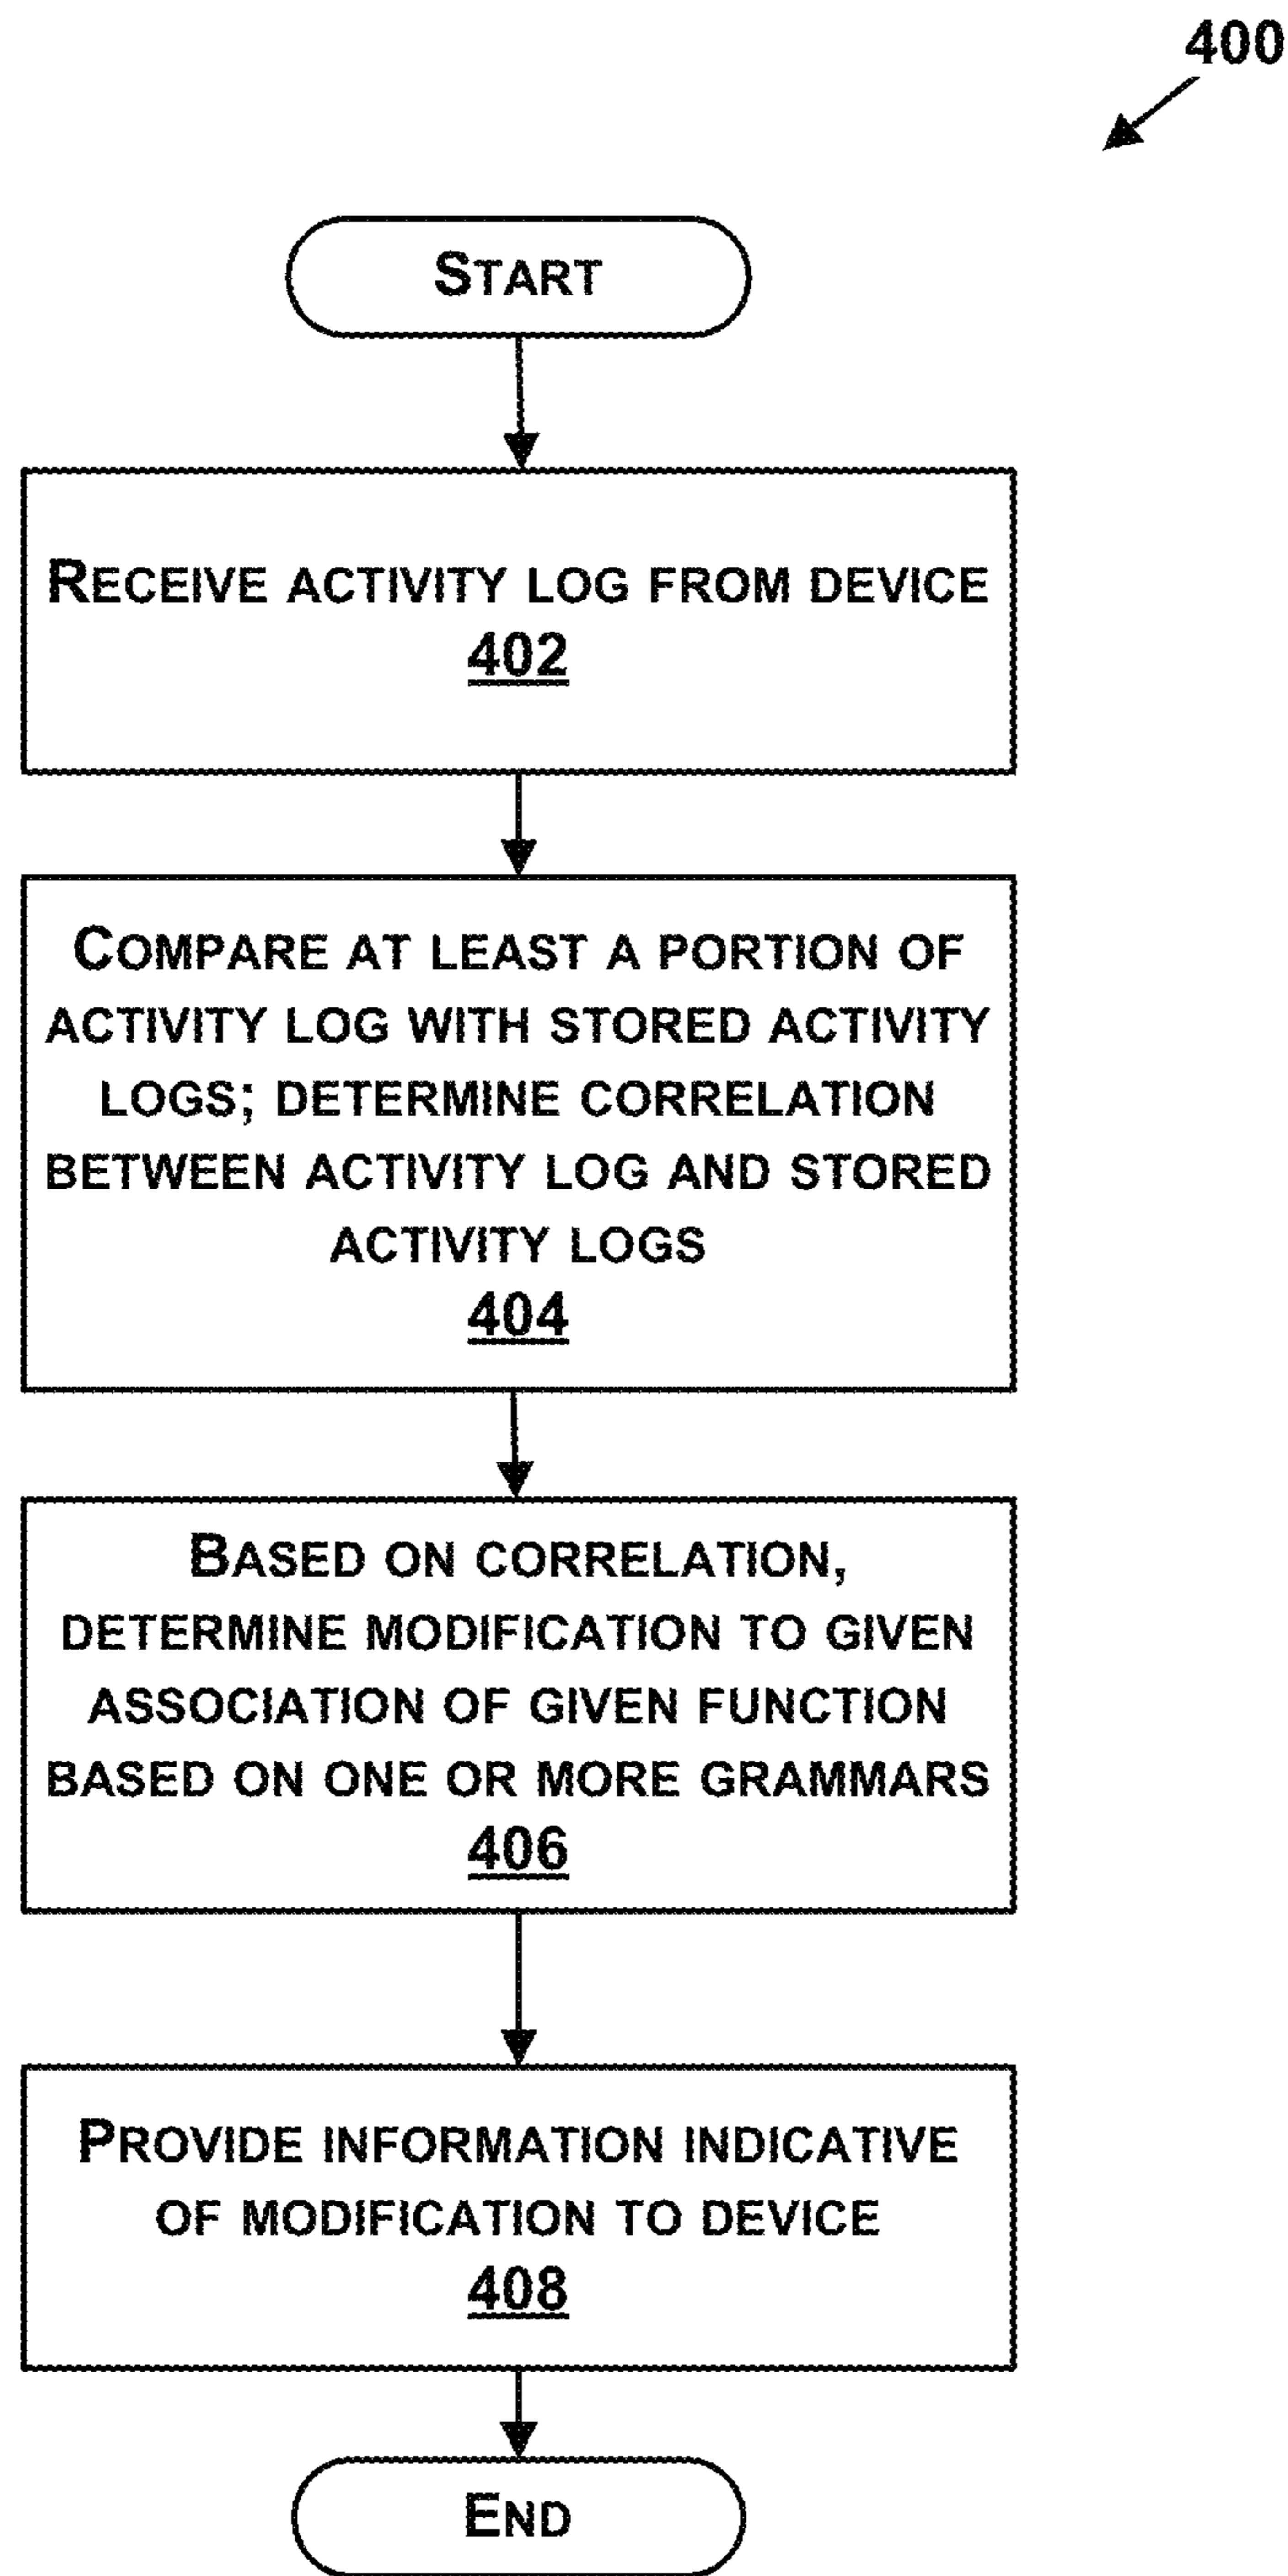 400
START
RECEIVE ACTIVITY LOG FROM DEVICE
402
COMPARE AT LEAST A PORTION OF
ACTIVITY LOG WITH STORED ACTIVITY
LOGS; DETERMINE CORRELATION
BETWEEN ACTIVITY LOG AND STORED
ACTIVITY LOGS
404
BASED ON CORRELATION,
DETERMINE MODIFICATION TO GIVEN
ASSOCIATION OF GIVEN FUNCTION
BASED ON ONE OR MORE GRAMMARS
406
PROVIDE INFORMATION INDICATIVE
OF MODIFICATION TO DEVICE
408
END